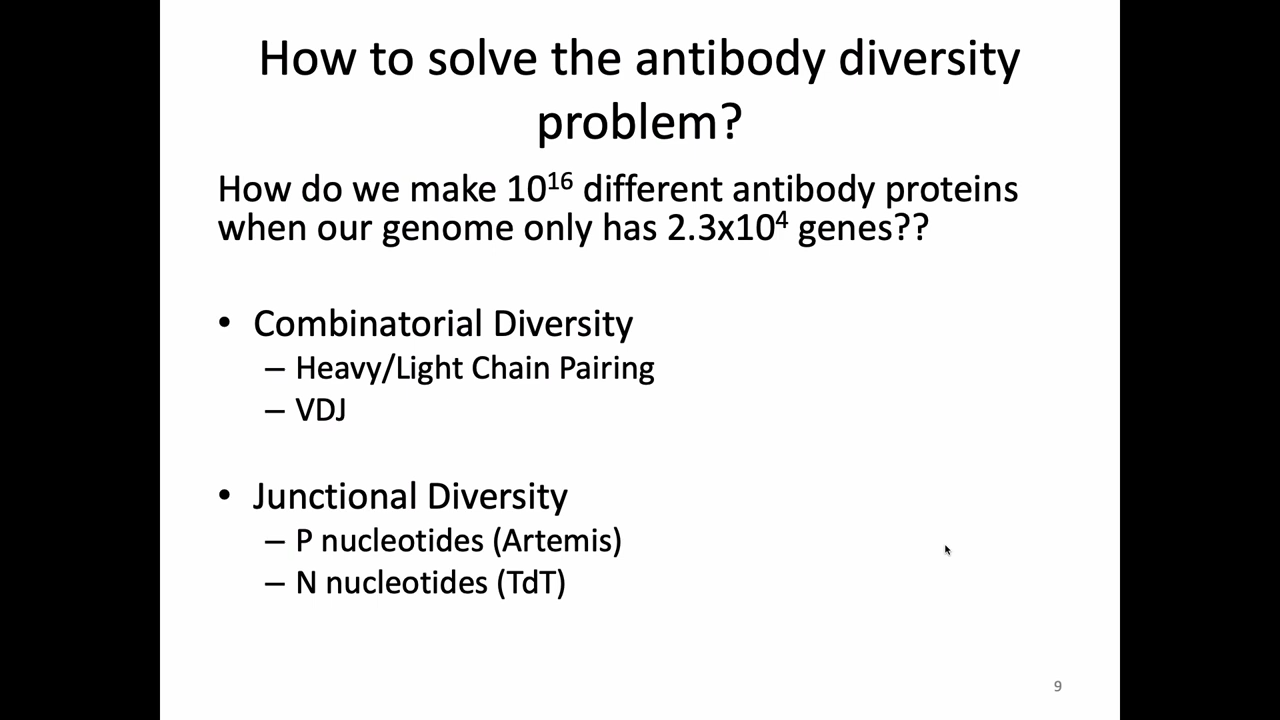 How to solve the antibody diversity
problem?
How do we make 10¹⁶ different antibody proteins
when our genome only has 2.3x10⁴ genes??
• Combinatorial Diversity
– Heavy/Light Chain Pairing
– VDJ
• Junctional Diversity
– P nucleotides (Artemis)
– N nucleotides (TdT)
9